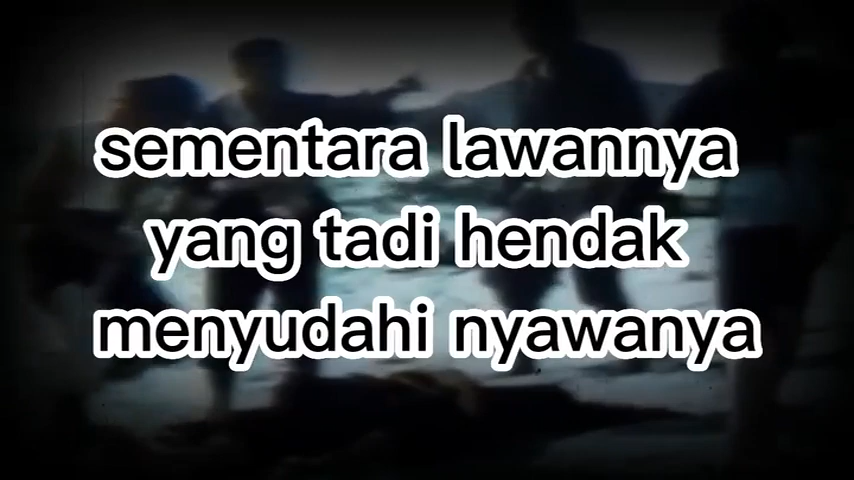 sementara lawannya
yang tadi hendak
menyudahi nyawanya